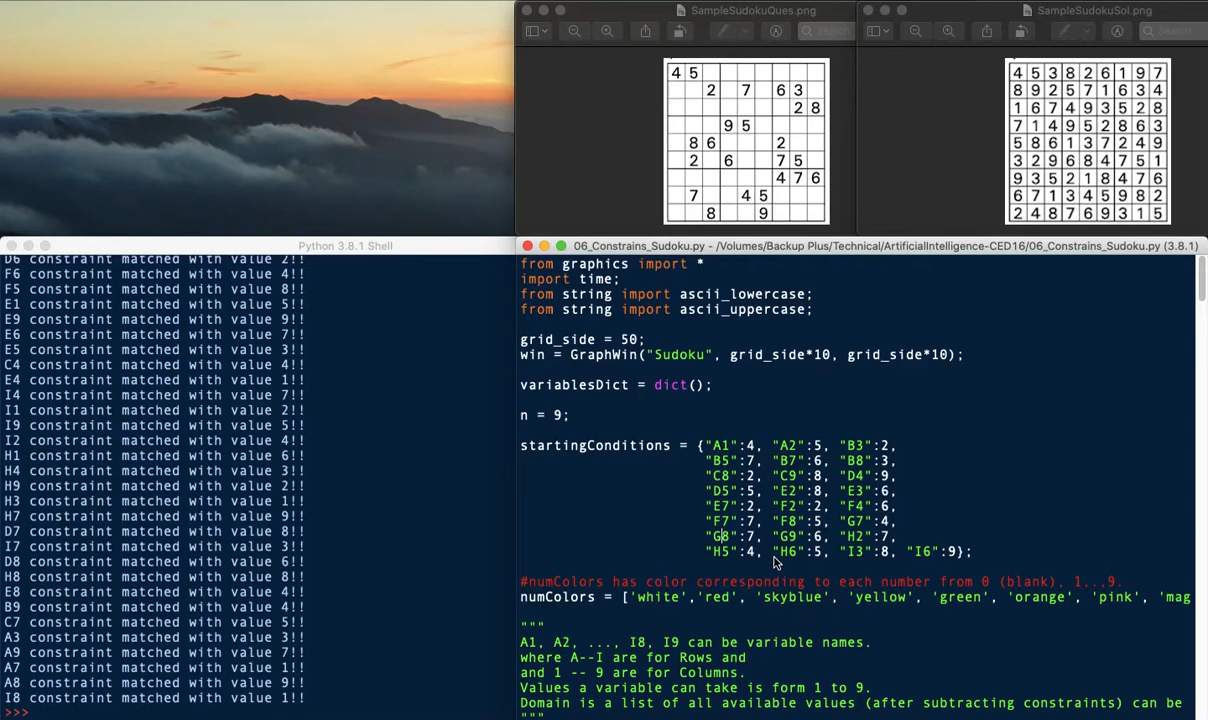 SampleSudokuQues.png
SampleSudokuSol.png
Search
Search
4 5
2 7 6 3
2 8
9 5
8 6 2
2 6 7 5
4 7 6
7 4 5
8 9
4 5 3 8 2 6 1 9 7
8 9 2 5 7 1 6 3 4
1 6 7 4 9 3 5 2 8
7 1 4 9 5 2 8 6 3
5 8 6 1 3 7 2 4 9
3 2 9 6 8 4 7 5 1
9 3 5 2 1 8 4 7 6
6 7 1 3 4 5 9 8 2
2 4 8 7 6 9 3 1 5
Python 3.8.1 Shell
D6 constraint matched with value 2!!
F6 constraint matched with value 4!!
F5 constraint matched with value 8!!
E1 constraint matched with value 5!!
E9 constraint matched with value 9!!
E6 constraint matched with value 7!!
E5 constraint matched with value 3!!
C4 constraint matched with value 4!!
E4 constraint matched with value 1!!
I4 constraint matched with value 7!!
I1 constraint matched with value 2!!
I9 constraint matched with value 5!!
I2 constraint matched with value 4!!
H1 constraint matched with value 6!!
H4 constraint matched with value 3!!
H9 constraint matched with value 2!!
H3 constraint matched with value 1!!
H7 constraint matched with value 9!!
D7 constraint matched with value 8!!
I7 constraint matched with value 3!!
D8 constraint matched with value 6!!
H8 constraint matched with value 8!!
E8 constraint matched with value 4!!
B9 constraint matched with value 4!!
C7 constraint matched with value 5!!
A3 constraint matched with value 3!!
A9 constraint matched with value 7!!
A7 constraint matched with value 1!!
A8 constraint matched with value 9!!
I8 constraint matched with value 1!!
>>>
06_Constrains_Sudoku.py - /Volumes/Backup Plus/Technical/ArtificialIntelligence-CED16/06_Constrains_Sudoku.py (3.8.1)
from graphics import *
import time;
from string import ascii_lowercase;
from string import ascii_uppercase;
grid_side = 50;
win = GraphWin("Sudoku", grid_side*10, grid_side*10);
variablesDict = dict();
n = 9;
startingConditions = {"A1":4, "A2":5, "B3":2,
"B5":7, "B7":6, "B8":3,
"C8":2, "C9":8, "D4":9,
"D5":5, "E2":8, "E3":6,
"E7":2, "F2":2, "F4":6,
"F7":7, "F8":5, "G7":4,
"G8":7, "G9":6, "H2":7,
"H5":4, "H6":5, "I3":8, "I6":9};
#numColors has color corresponding to each number from 0 (blank), 1...9.
numColors = ['white','red', 'skyblue', 'yellow', 'green', 'orange', 'pink', 'mag
"""
A1, A2, ..., I8, I9 can be variable names.
where A--I are for Rows and
and 1 -- 9 are for Columns.
Values a variable can take is form 1 to 9.
Domain is a list of all available values (after subtracting constraints) can be
"""